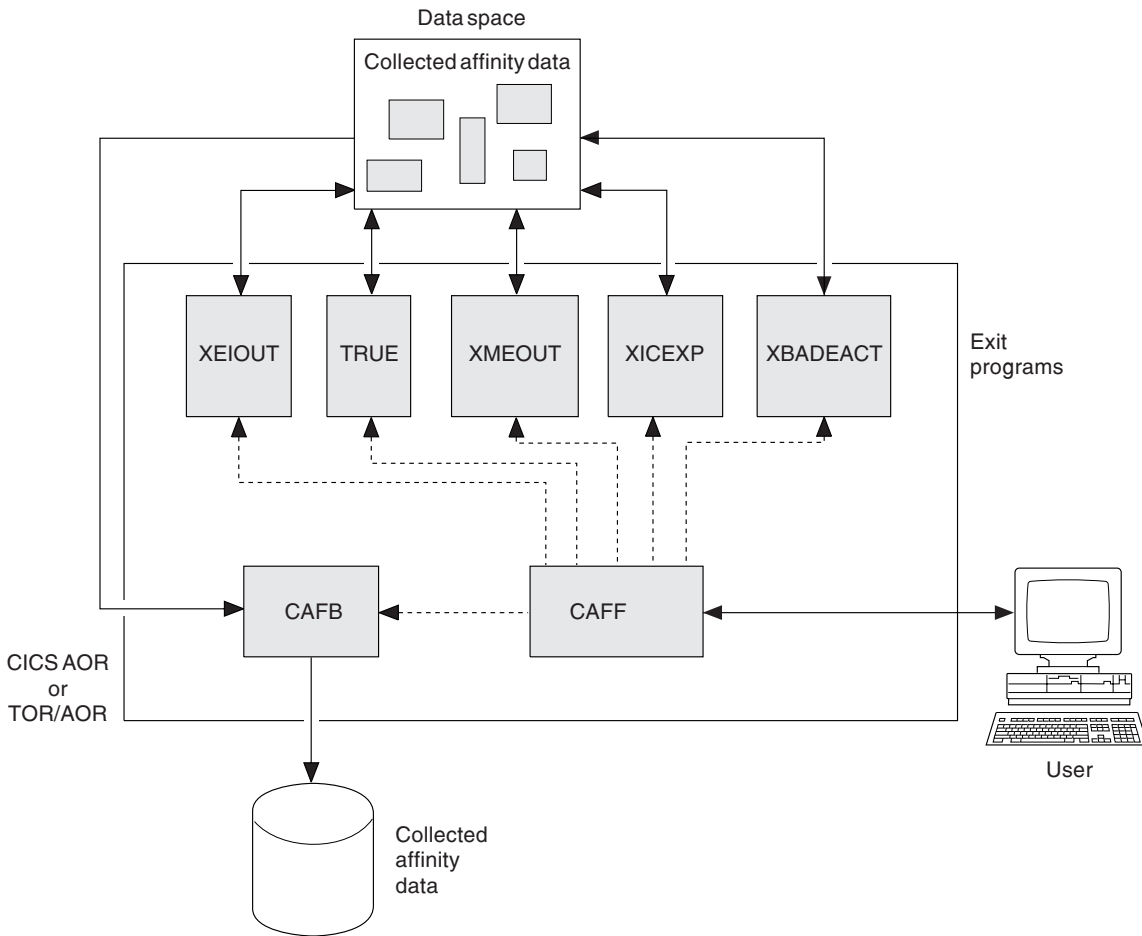 Data space
Collected affinity data
XEIOUT
TRUE
XMEOUT
XICEXP
XBADEACT
Exit
programs
CAFB
CAFF
CICS AOR
or
TOR/AOR
User
Collected
affinity
data